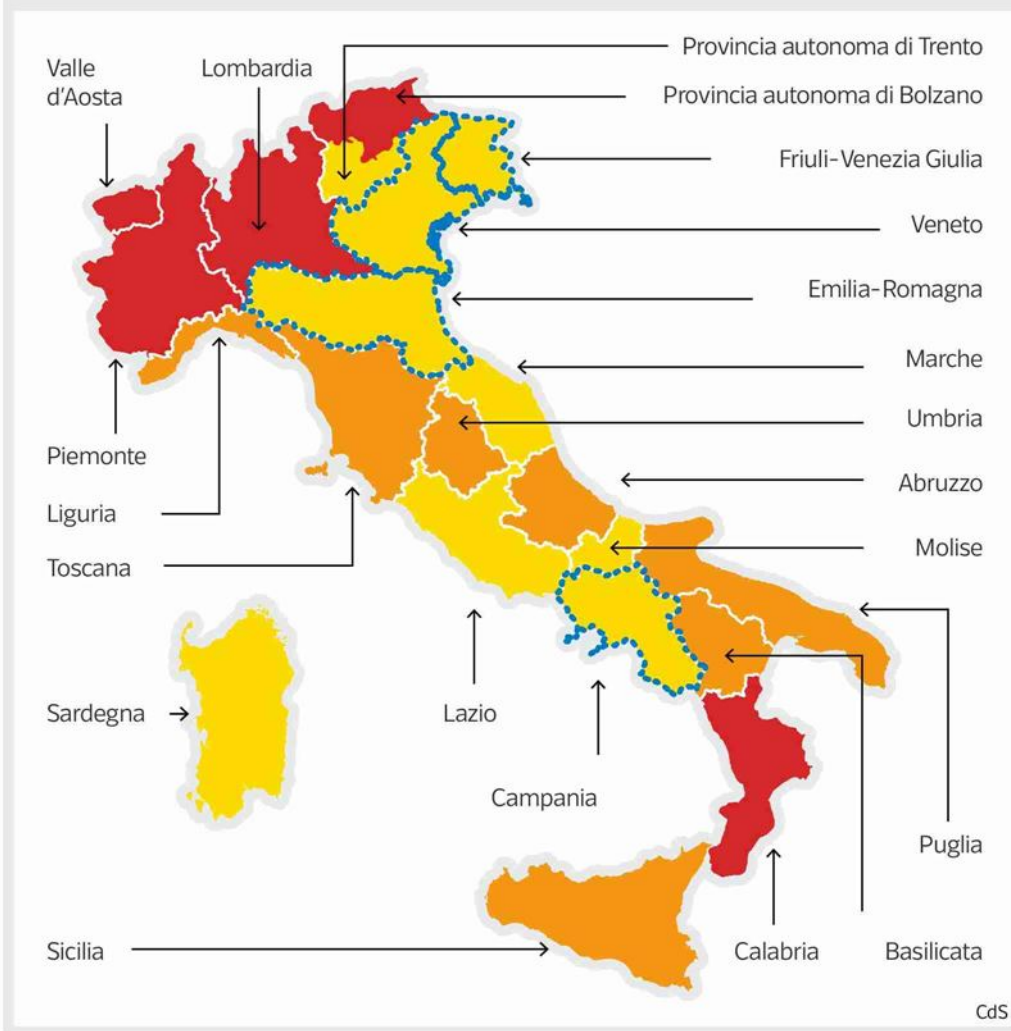 Provincia autonoma di Trento
Valle
d'Aosta
Lombardia
Provincia autonoma di Bolzano
Friuli-Venezia Giulia
Veneto
Emilia-Romagna
Marche
Umbria
Piemonte
Abruzzo
Liguria
Molise
Toscana
Sardegna
Lazio
Campania
Puglia
Sicilia
Calabria
Basilicata
CdS